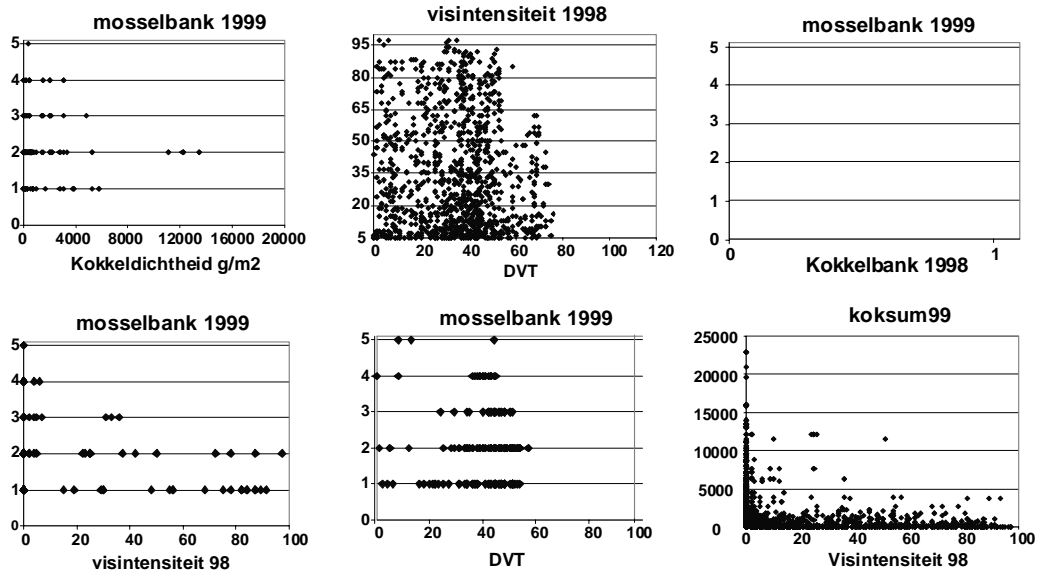 mosselbank 1999
5
4
3
2
1
0
0 4000 8000 12000 16000 20000
Kokkeldichtheid g/m2
visintensiteit 1998
95
80
65
50
35
20
5
0 20 40 60 80 100 120
DVT
mosselbank 1999
5
4
3
2
1
0
0 1
Kokkelbank 1998
mosselbank 1999
5
4
3
2
1
0
0 20 40 60 80 100
visintensiteit 98
mosselbank 1999
5
4
3
2
1
0
0 20 40 60 80 100
DVT
koksum99
25000
20000
15000
10000
5000
0
0 20 40 60 80 100
Visintensiteit 98